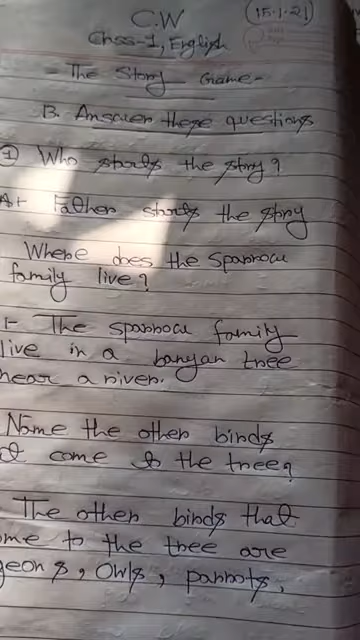 C.W
(15.1.21)
Class-1, English
- The Story Game -
B. Answer these questions
① Who starts the story?
A:- Father starts the story
Where does the sparrow
family live?
:- The sparrow family
live in a banyan tree
near a river.
Name the other birds
come to the tree?
The other birds that
to the tree are
owls, parrots,